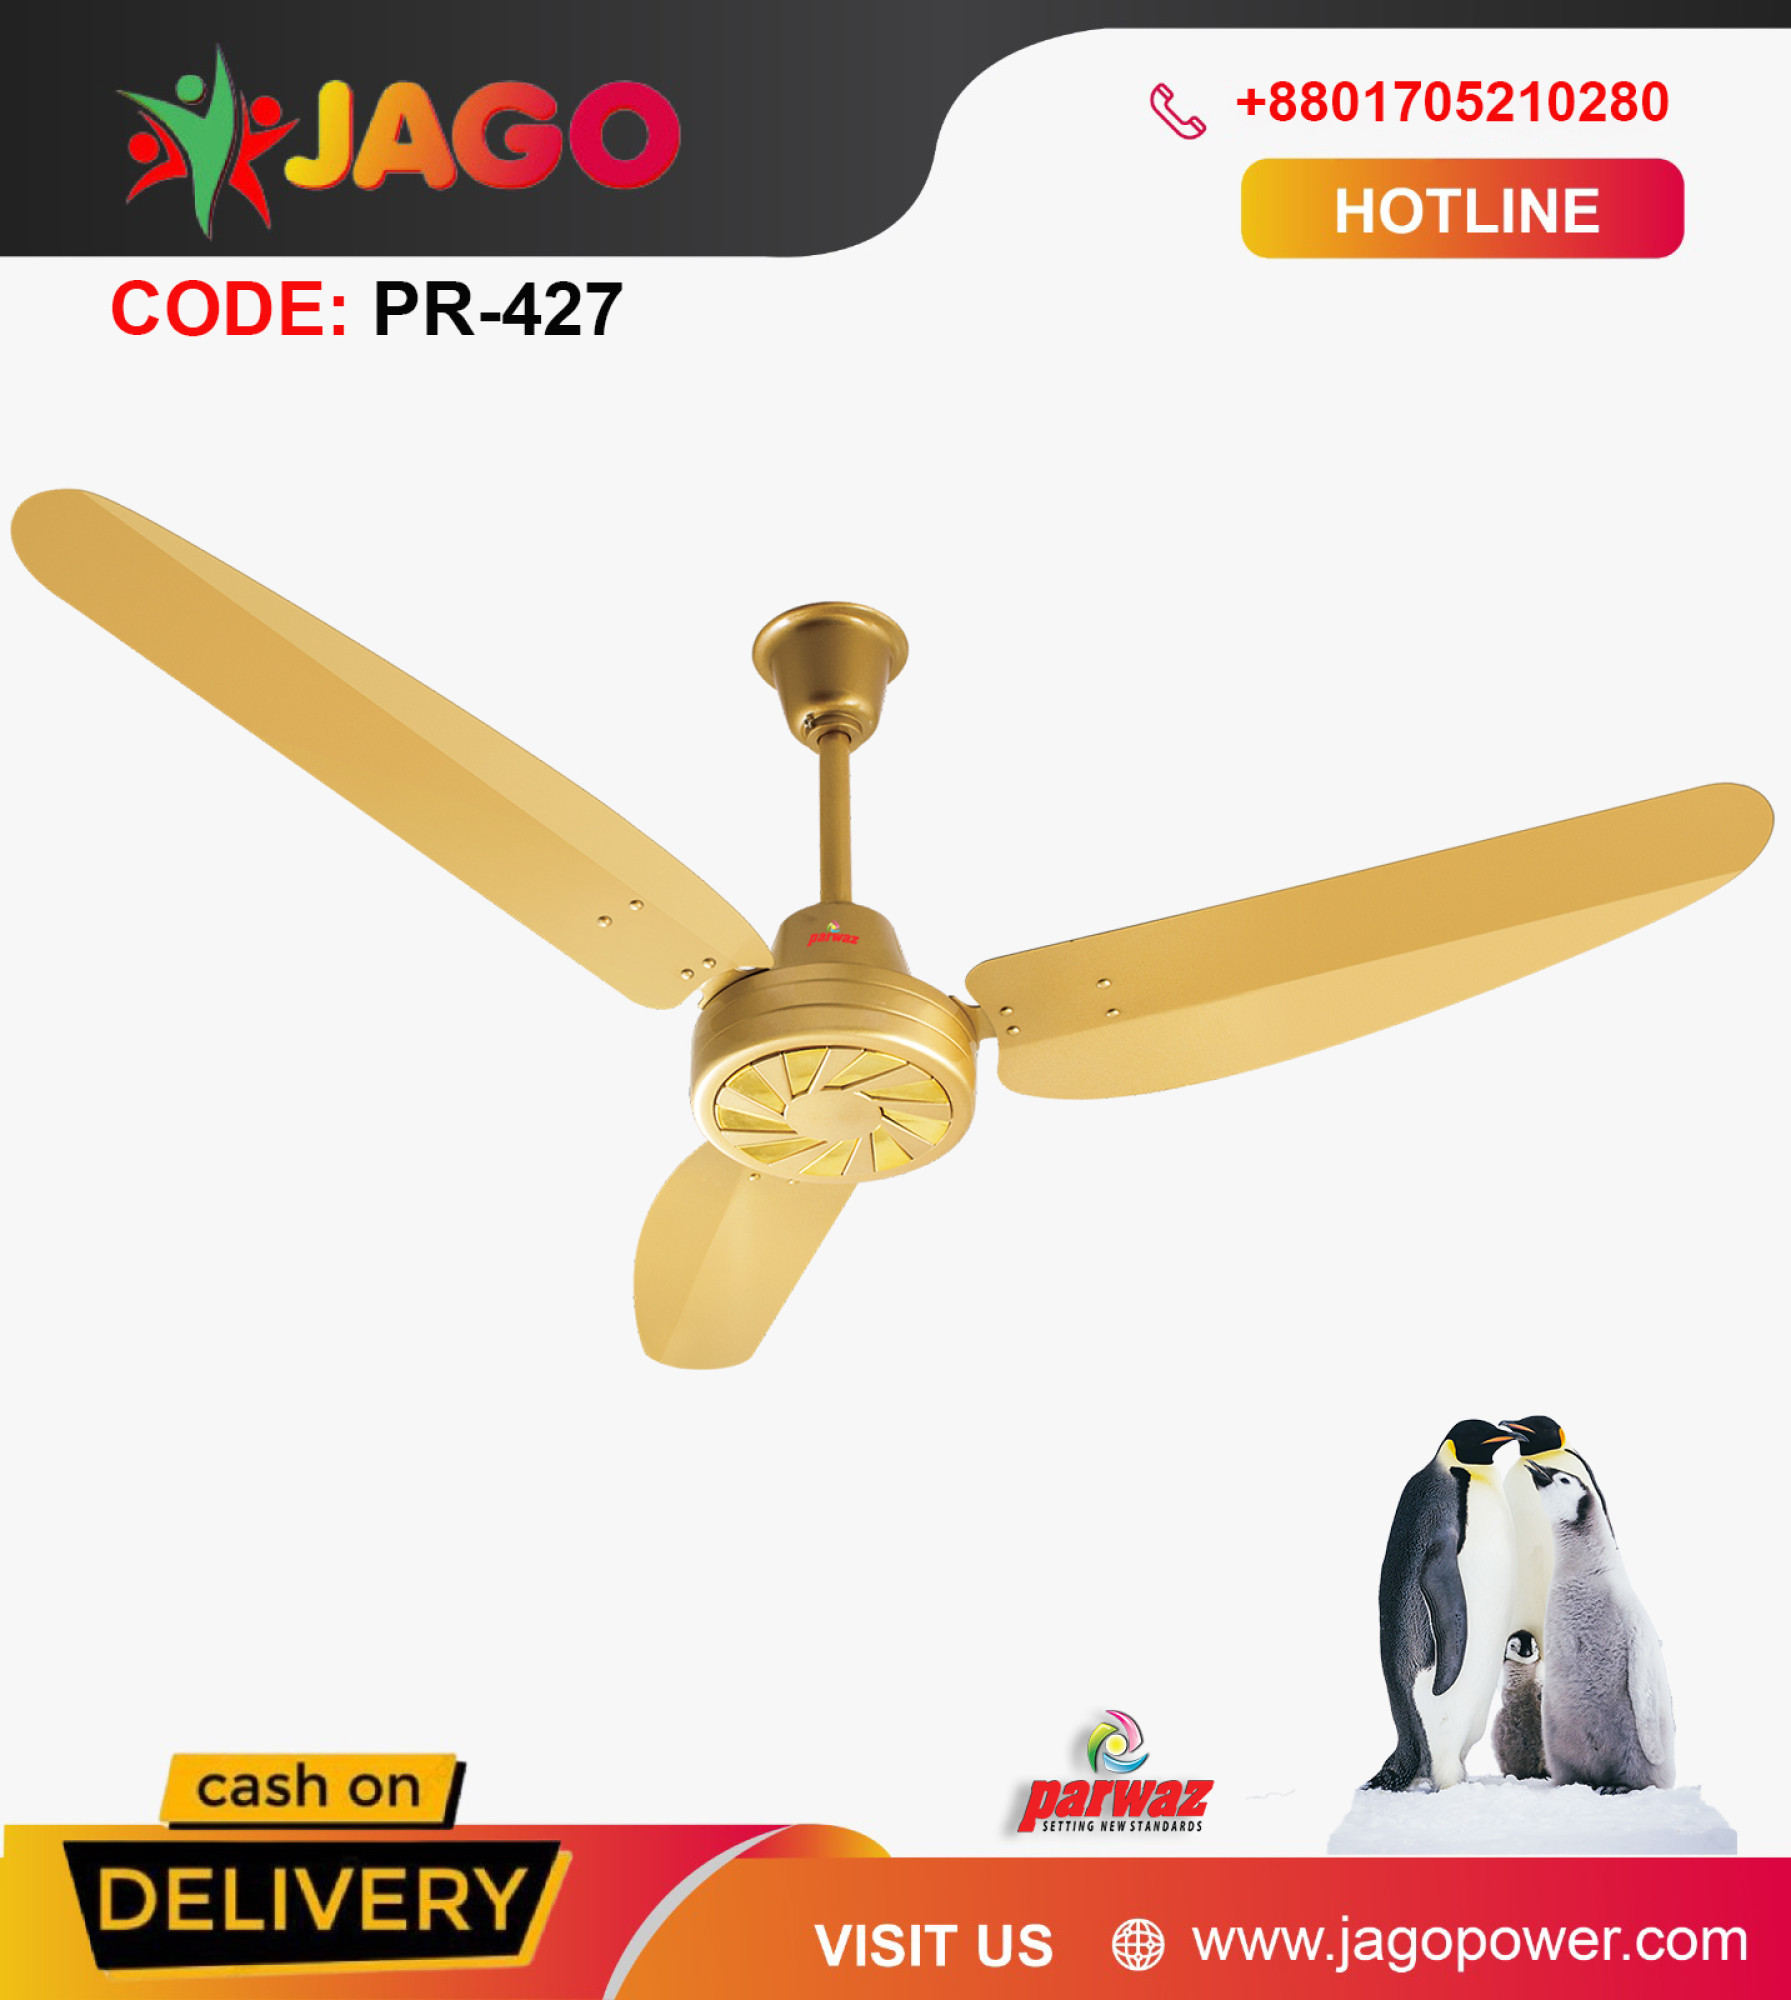 JAGO
+8801705210280
HOTLINE
CODE: PR-427
parwaz
parwaz
SETTING NEW STANDARDS
cash on
DELIVERY
VISIT US www.jagopower.com